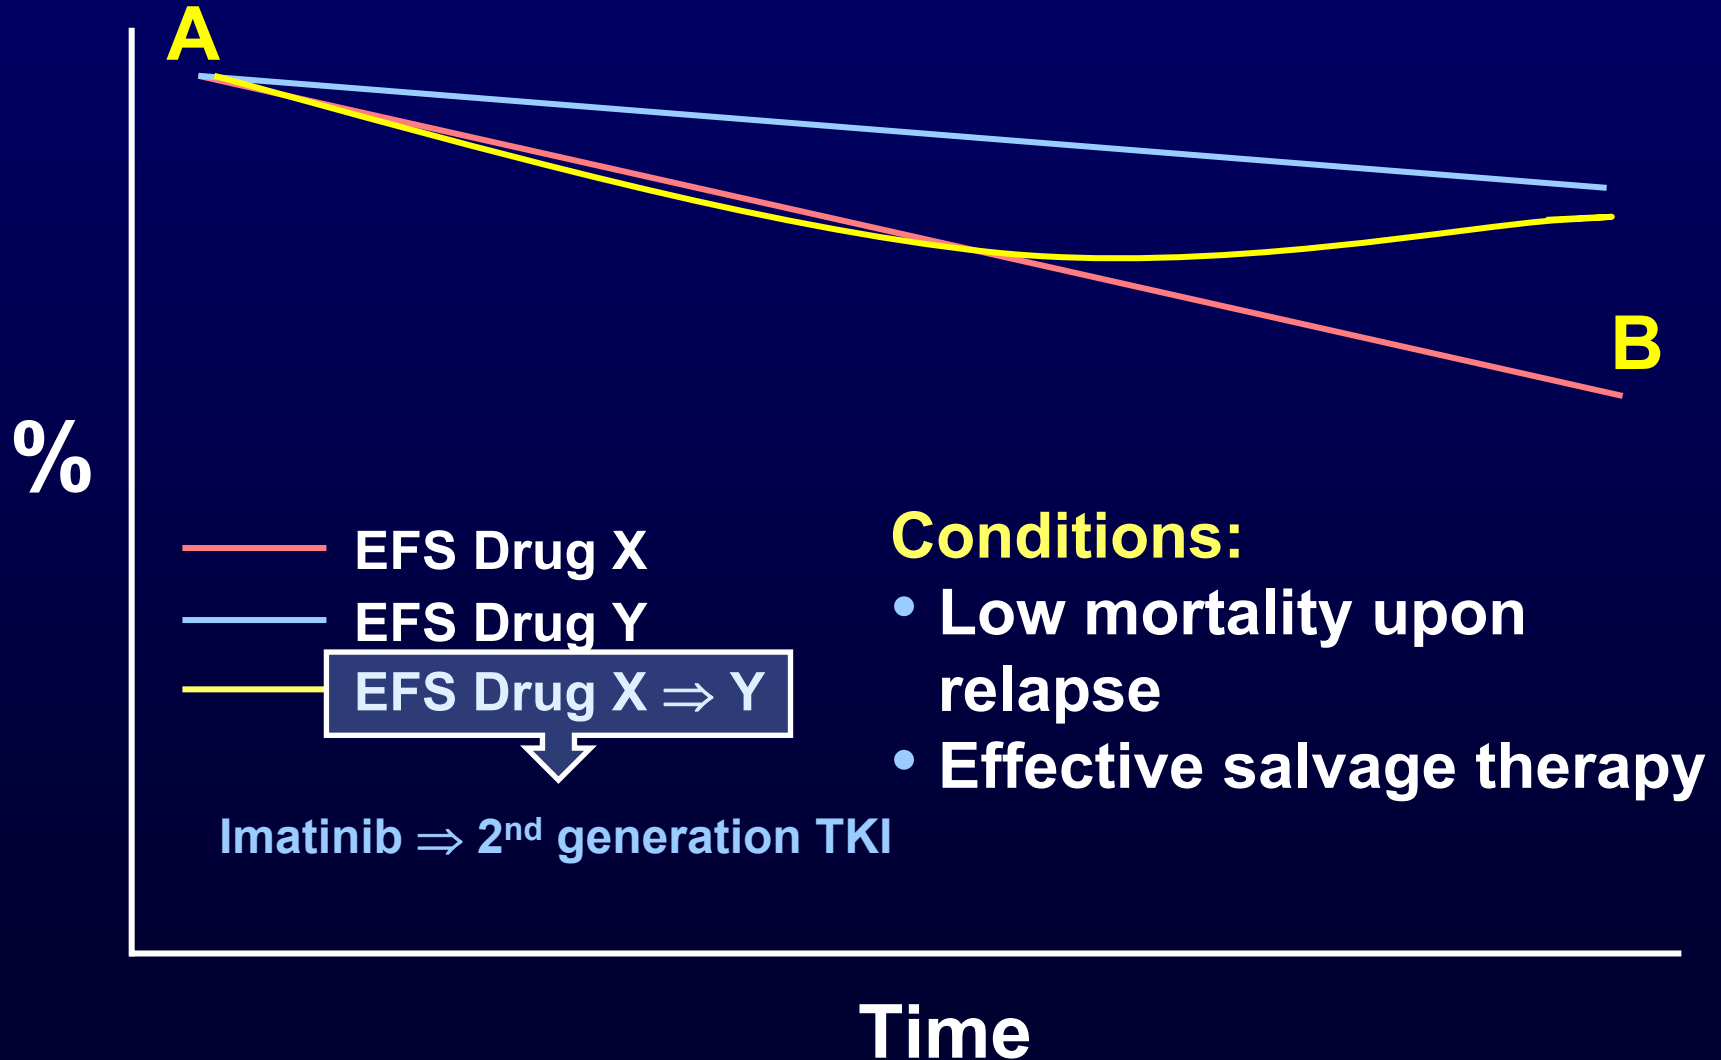 A
B
%
EFS Drug X
EFS Drug Y
EFS Drug X ⇒ Y
Imatinib ⇒ 2nd generation TKI
Conditions:
• Low mortality upon
relapse
• Effective salvage therapy
Time